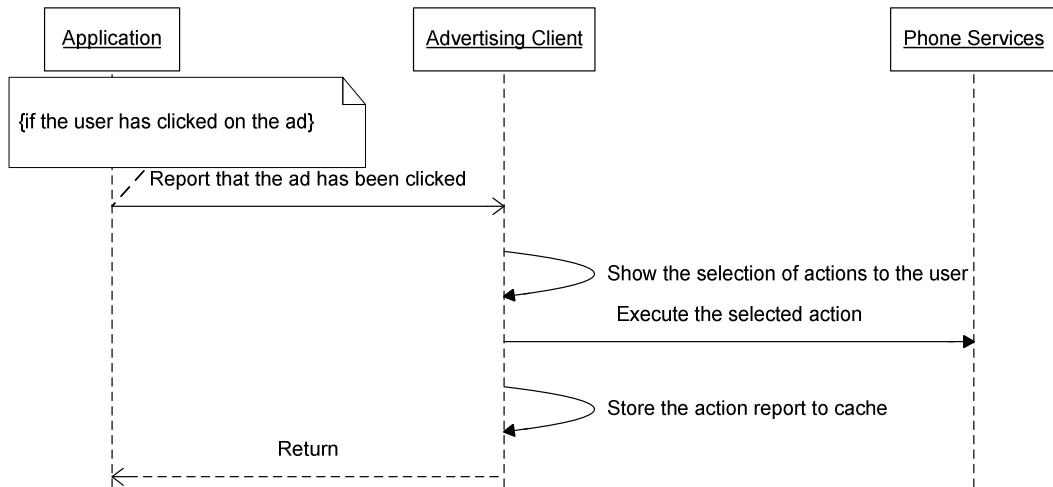 Application
Advertising Client
Phone Services
{if the user has clicked on the ad}
Report that the ad has been clicked
Show the selection of actions to the user
Execute the selected action
Store the action report to cache
Return